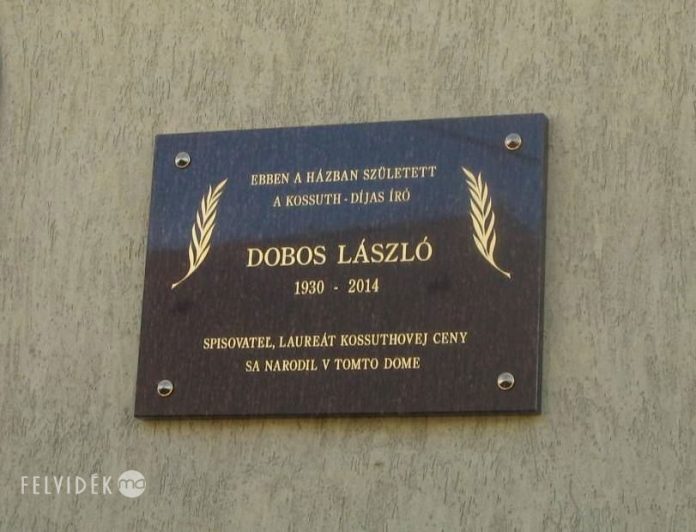 EBBEN A HÁZBAN SZÜLETETT
A KOSSUTH - DÍJAS ÍRÓ
DOBOS LÁSZLÓ
1930 - 2014
SPISOVATEL, LAUREÁT KOSSUTHOVEJ CENY
SA NARODIL V TOMTO DOME
FELVIDÉK ma